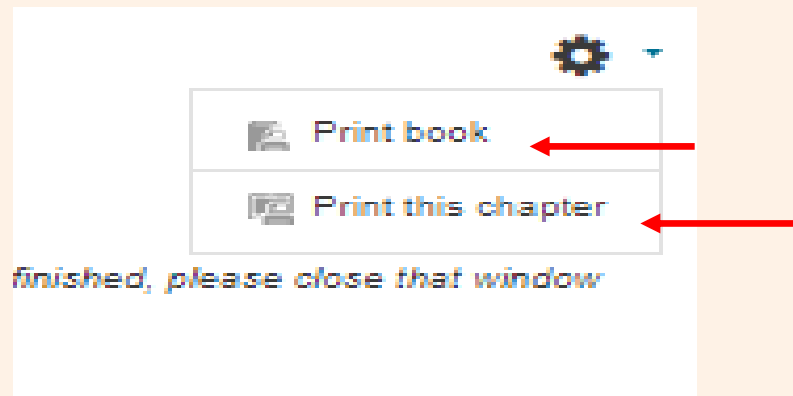 Print book
Print this chapter
finished, please close that window